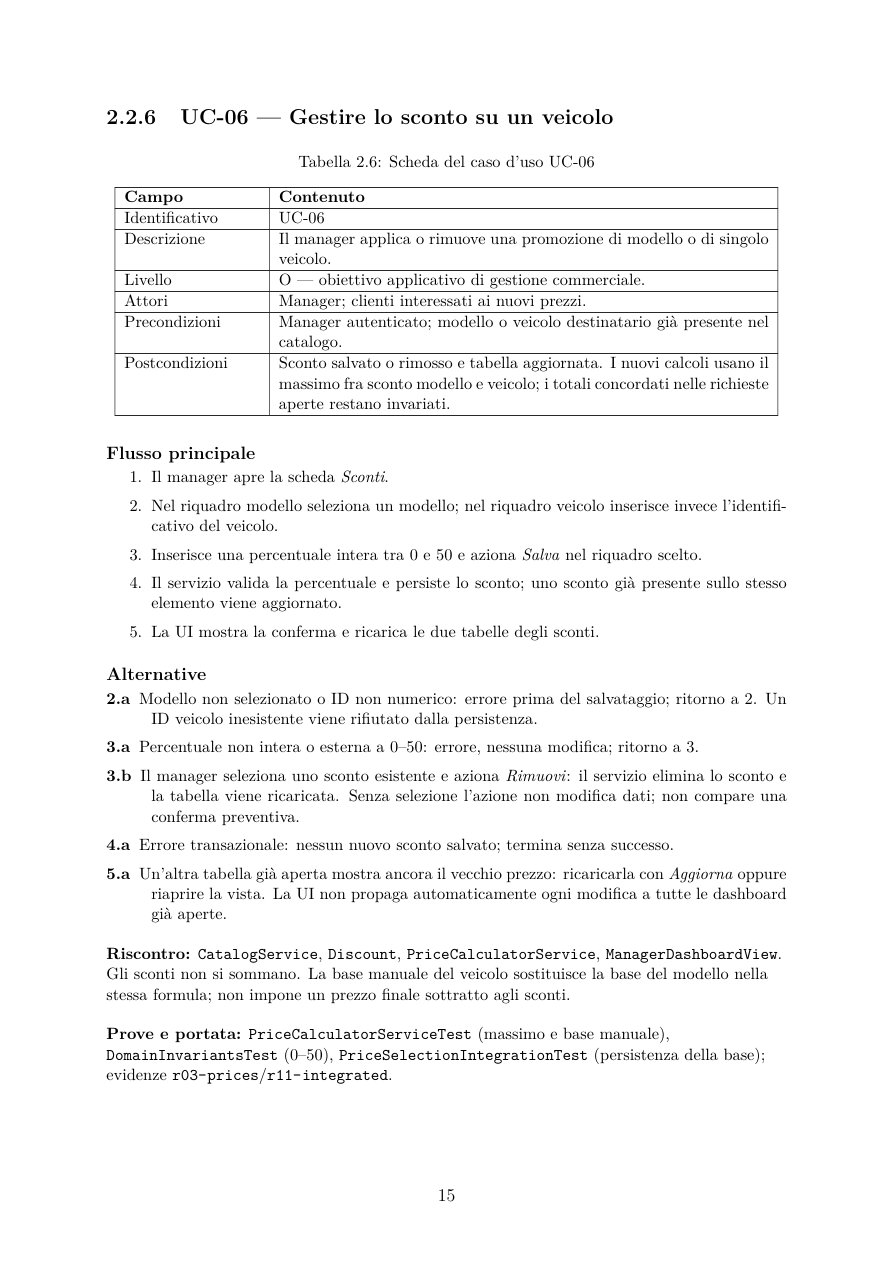 2.2.6 UC-06 — Gestire lo sconto su un veicolo
Tabella 2.6: Scheda del caso d'uso UC-06
Campo Contenuto
Identificativo UC-06
Descrizione Il manager applica o rimuove una promozione di modello o di singolo
veicolo.
Livello O — obiettivo applicativo di gestione commerciale.
Attori Manager; clienti interessati ai nuovi prezzi.
Precondizioni Manager autenticato; modello o veicolo destinatario già presente nel
catalogo.
Postcondizioni Sconto salvato o rimosso e tabella aggiornata. I nuovi calcoli usano il
massimo fra sconto modello e veicolo; i totali concordati nelle richieste
aperte restano invariati.
Flusso principale
1. Il manager apre la scheda Sconti.
2. Nel riquadro modello seleziona un modello; nel riquadro veicolo inserisce invece l'identifi-
cativo del veicolo.
3. Inserisce una percentuale intera tra 0 e 50 e aziona Salva nel riquadro scelto.
4. Il servizio valida la percentuale e persiste lo sconto; uno sconto già presente sullo stesso
elemento viene aggiornato.
5. La UI mostra la conferma e ricarica le due tabelle degli sconti.
Alternative
2.a Modello non selezionato o ID non numerico: errore prima del salvataggio; ritorno a 2. Un
ID veicolo inesistente viene rifiutato dalla persistenza.
3.a Percentuale non intera o esterna a 0–50: errore, nessuna modifica; ritorno a 3.
3.b Il manager seleziona uno sconto esistente e aziona Rimuovi: il servizio elimina lo sconto e
la tabella viene ricaricata. Senza selezione l'azione non modifica dati; non compare una
conferma preventiva.
4.a Errore transazionale: nessun nuovo sconto salvato; termina senza successo.
5.a Un'altra tabella già aperta mostra ancora il vecchio prezzo: ricaricarla con Aggiorna oppure
riaprire la vista. La UI non propaga automaticamente ogni modifica a tutte le dashboard
già aperte.
Riscontro: CatalogService, Discount, PriceCalculatorService, ManagerDashboardView.
Gli sconti non si sommano. La base manuale del veicolo sostituisce la base del modello nella
stessa formula; non impone un prezzo finale sottratto agli sconti.
Prove e portata: PriceCalculatorServiceTest (massimo e base manuale),
DomainInvariantsTest (0–50), PriceSelectionIntegrationTest (persistenza della base);
evidenze r03-prices/r11-integrated.
15